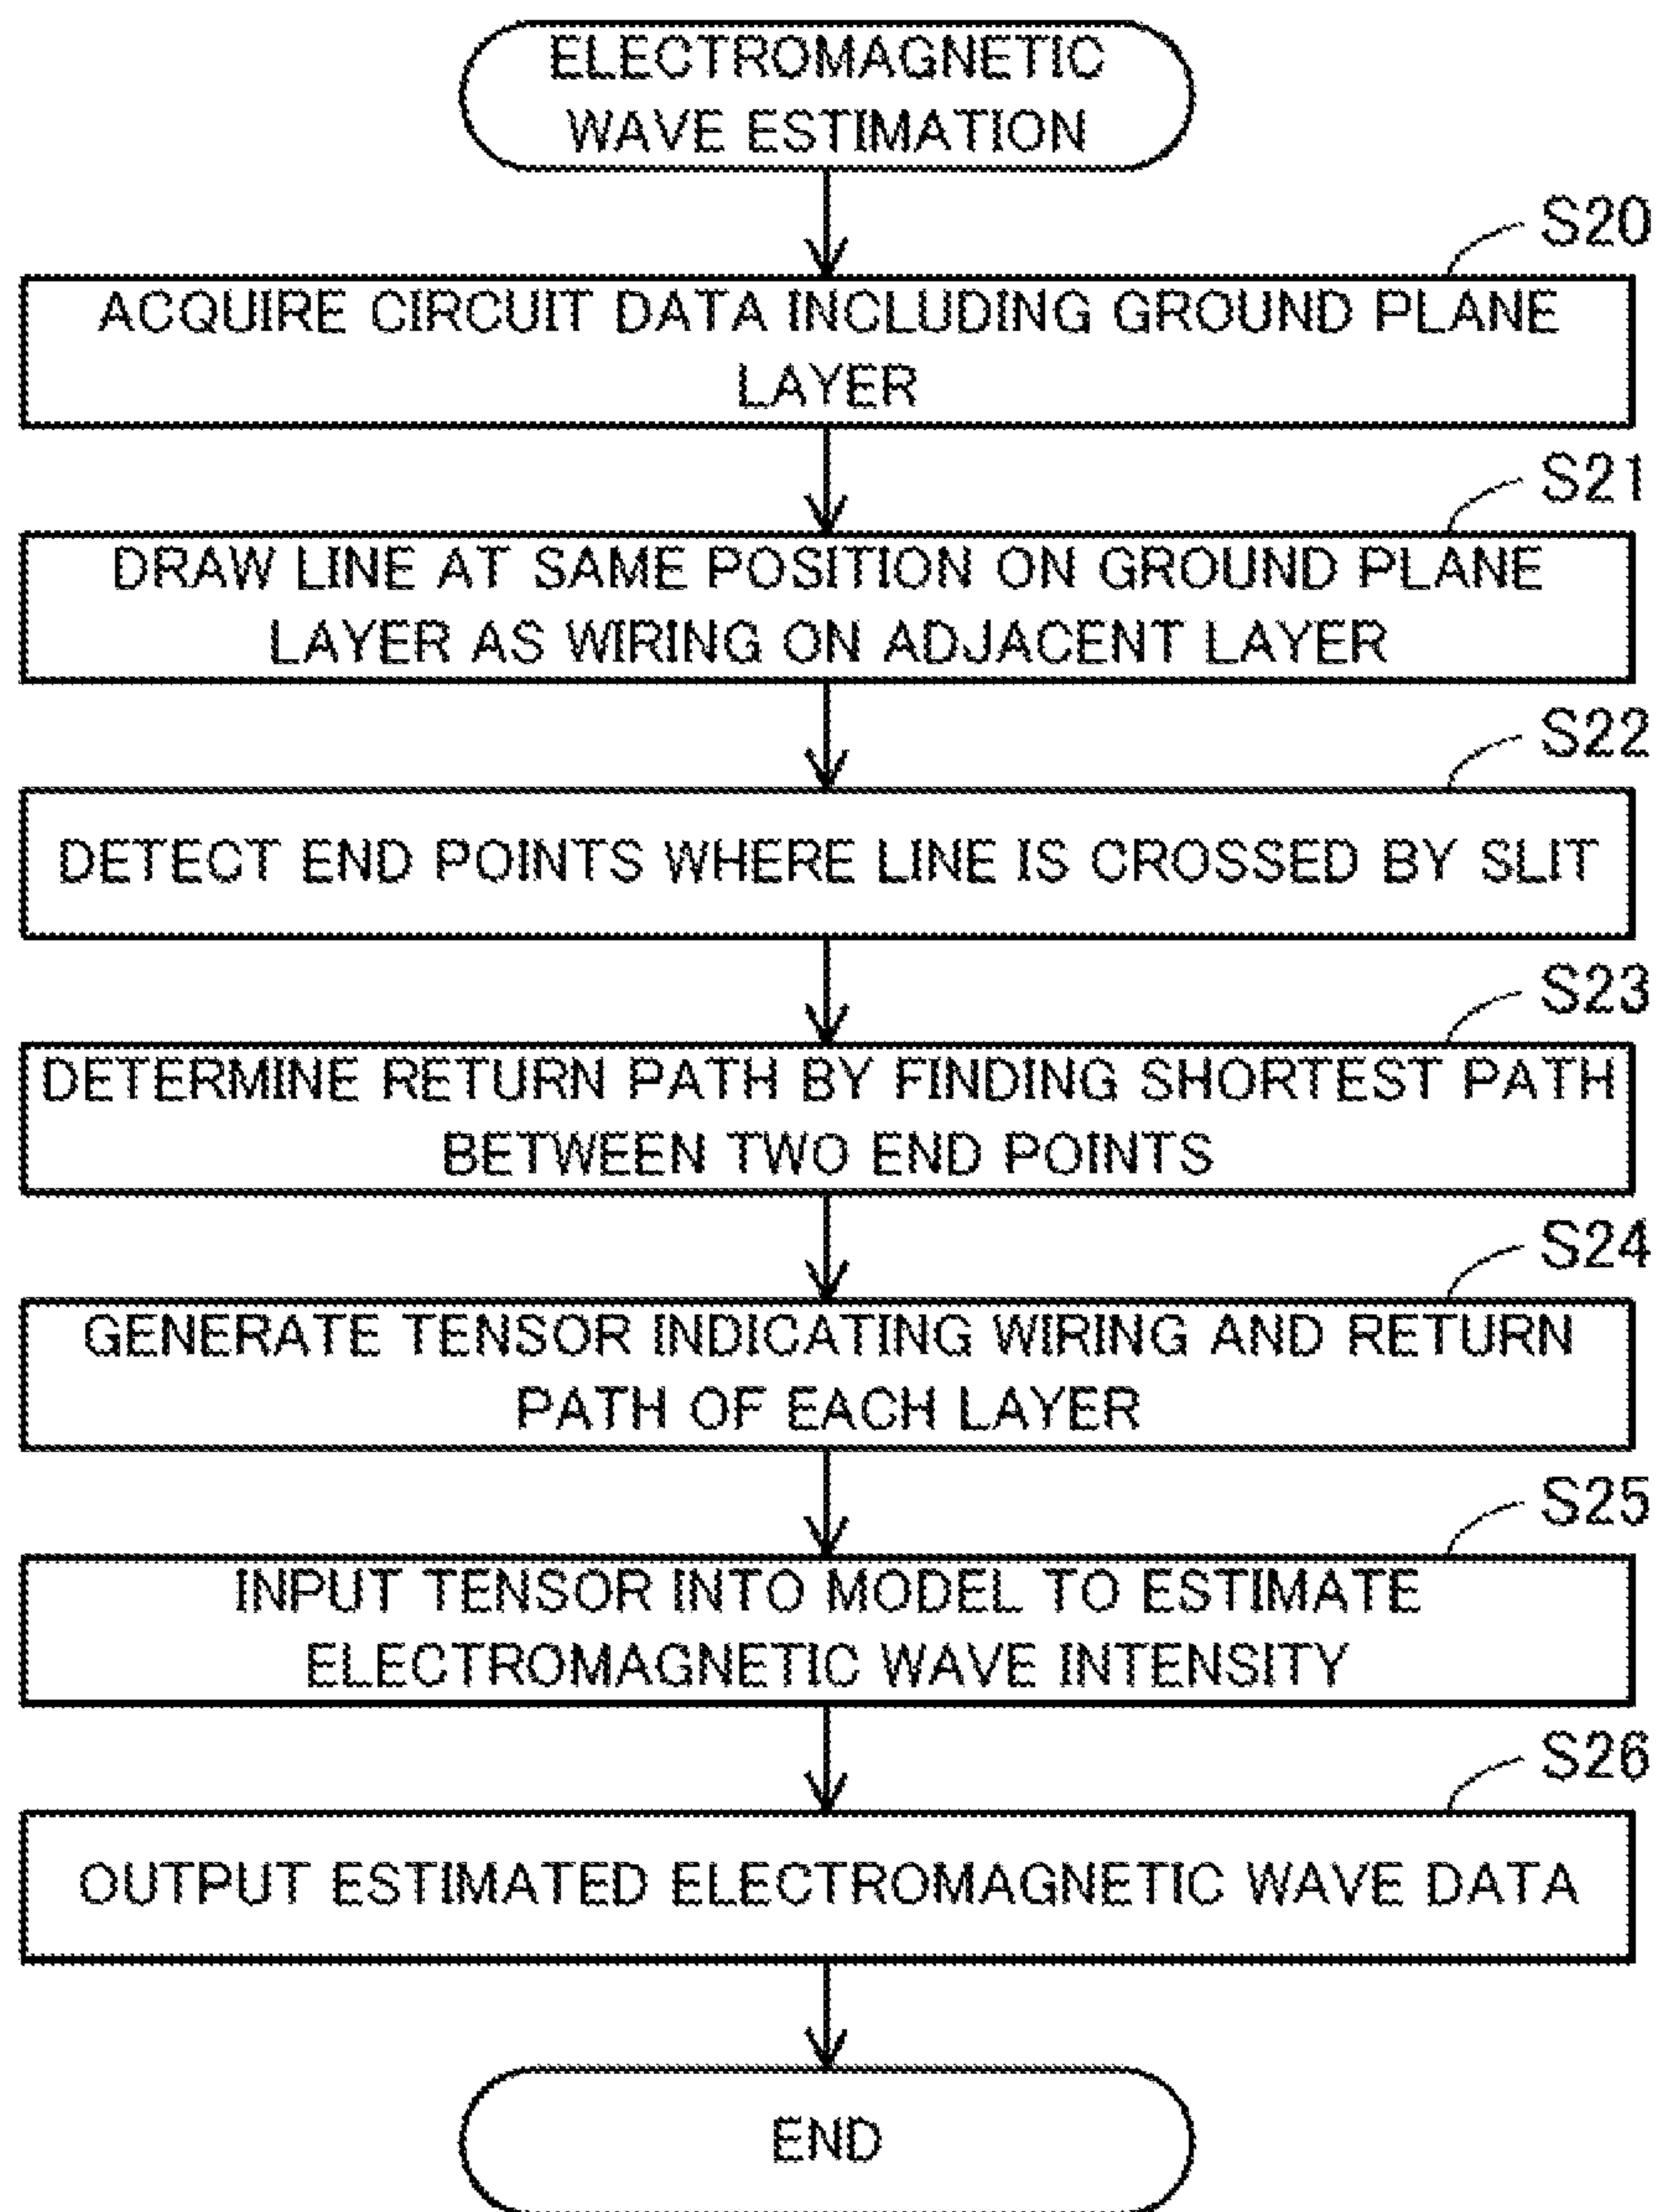 ELECTROMAGNETIC
WAVE ESTIMATION
S20
ACQUIRE CIRCUIT DATA INCLUDING GROUND PLANE
LAYER
S21
DRAW LINE AT SAME POSITION ON GROUND PLANE
LAYER AS WIRING ON ADJACENT LAYER
S22
DETECT END POINTS WHERE LINE IS CROSSED BY SLIT
S23
DETERMINE RETURN PATH BY FINDING SHORTEST PATH
BETWEEN TWO END POINTS
S24
GENERATE TENSOR INDICATING WIRING AND RETURN
PATH OF EACH LAYER
S25
INPUT TENSOR INTO MODEL TO ESTIMATE
ELECTROMAGNETIC WAVE INTENSITY
S26
OUTPUT ESTIMATED ELECTROMAGNETIC WAVE DATA
END